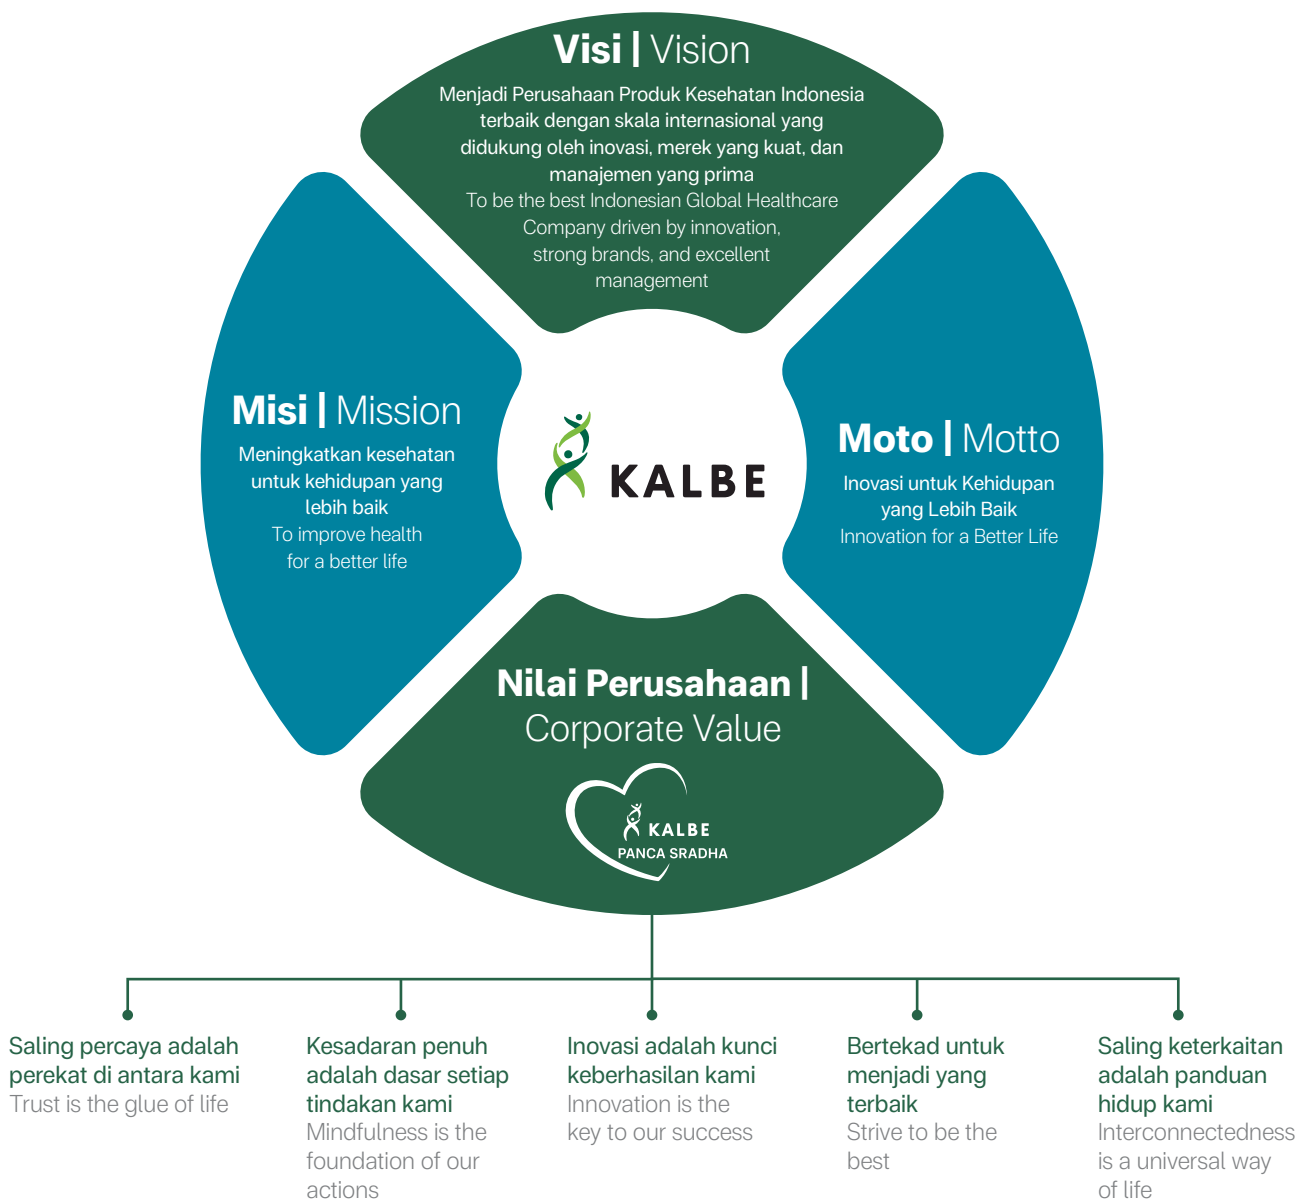 Visi | Vision
Menjadi Perusahaan Produk Kesehatan Indonesia
terbaik dengan skala internasional yang
didukung oleh inovasi, merek yang kuat, dan
manajemen yang prima
To be the best Indonesian Global Healthcare
Company driven by innovation,
strong brands, and excellent
management
Misi | Mission
Meningkatkan kesehatan
untuk kehidupan yang
lebih baik
To improve health
for a better life
KALBE
Moto | Motto
Inovasi untuk Kehidupan
yang Lebih Baik
Innovation for a Better Life
Nilai Perusahaan |
Corporate Value
KALBE
PANCA SRADHA
Saling percaya adalah
perekat di antara kami
Trust is the glue of life
Kesadaran penuh
adalah dasar setiap
tindakan kami
Mindfulness is the
foundation of our
actions
Inovasi adalah kunci
keberhasilan kami
Innovation is the
key to our success
Bertekad untuk
menjadi yang
terbaik
Strive to be the
best
Saling keterkaitan
adalah panduan
hidup kami
Interconnectedness
is a universal way
of life